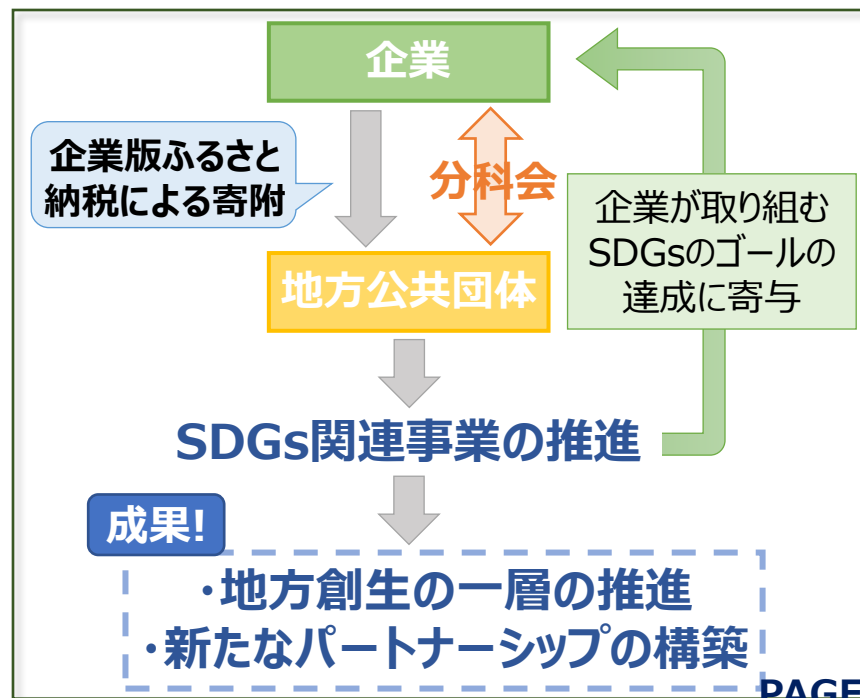 企業
企業版ふるさと
納税による寄附
分科会
企業が取り組む
SDGsのゴールの
達成に寄与
地方公共団体
SDGs関連事業の推進
成果!
・地方創生の一層の推進
・新たなパートナーシップの構築
PAGE